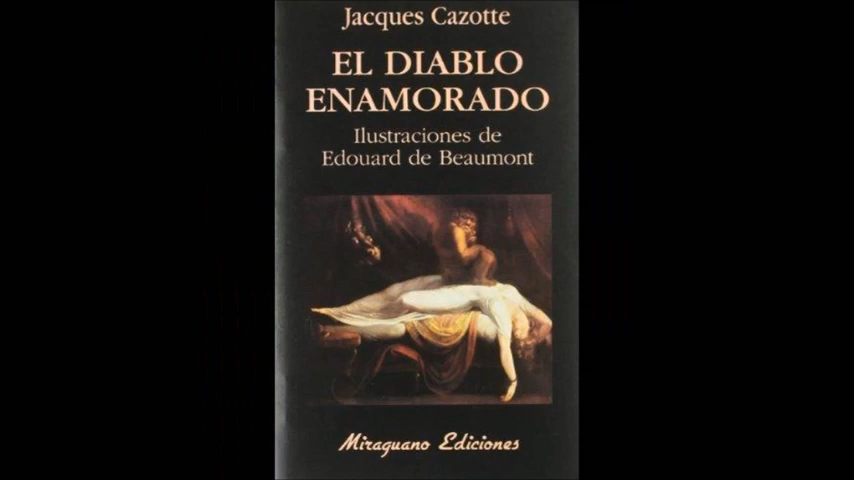 Jacques Cazotte
EL DIABLO
ENAMORADO
Ilustraciones de
Edouard de Beaumont
Miraguano Ediciones